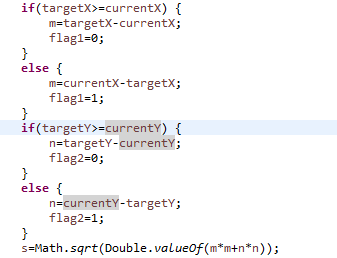 if(targetX>=currentX) {
m=targetX-currentX;
flag1=0;
}
else {
m=currentX-targetX;
flag1=1;
}
if(targetY>=currentY) {
n=targetY-currentY;
flag2=0;
}
else {
n=currentY-targetY;
flag2=1;
}
s=Math.sqrt(Double.valueOf(m*m+n*n));